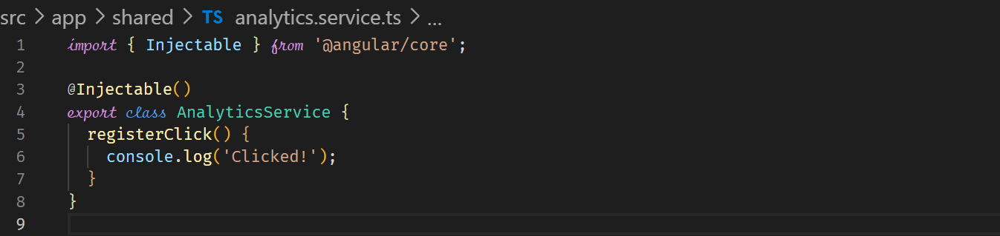 src > app > shared > TS analytics.service.ts > ...
1 import { Injectable } from '@angular/core';
2
3 @Injectable()
4 export class AnalyticsService {
5   registerClick() {
6     console.log('Clicked!');
7   }
8 }
9